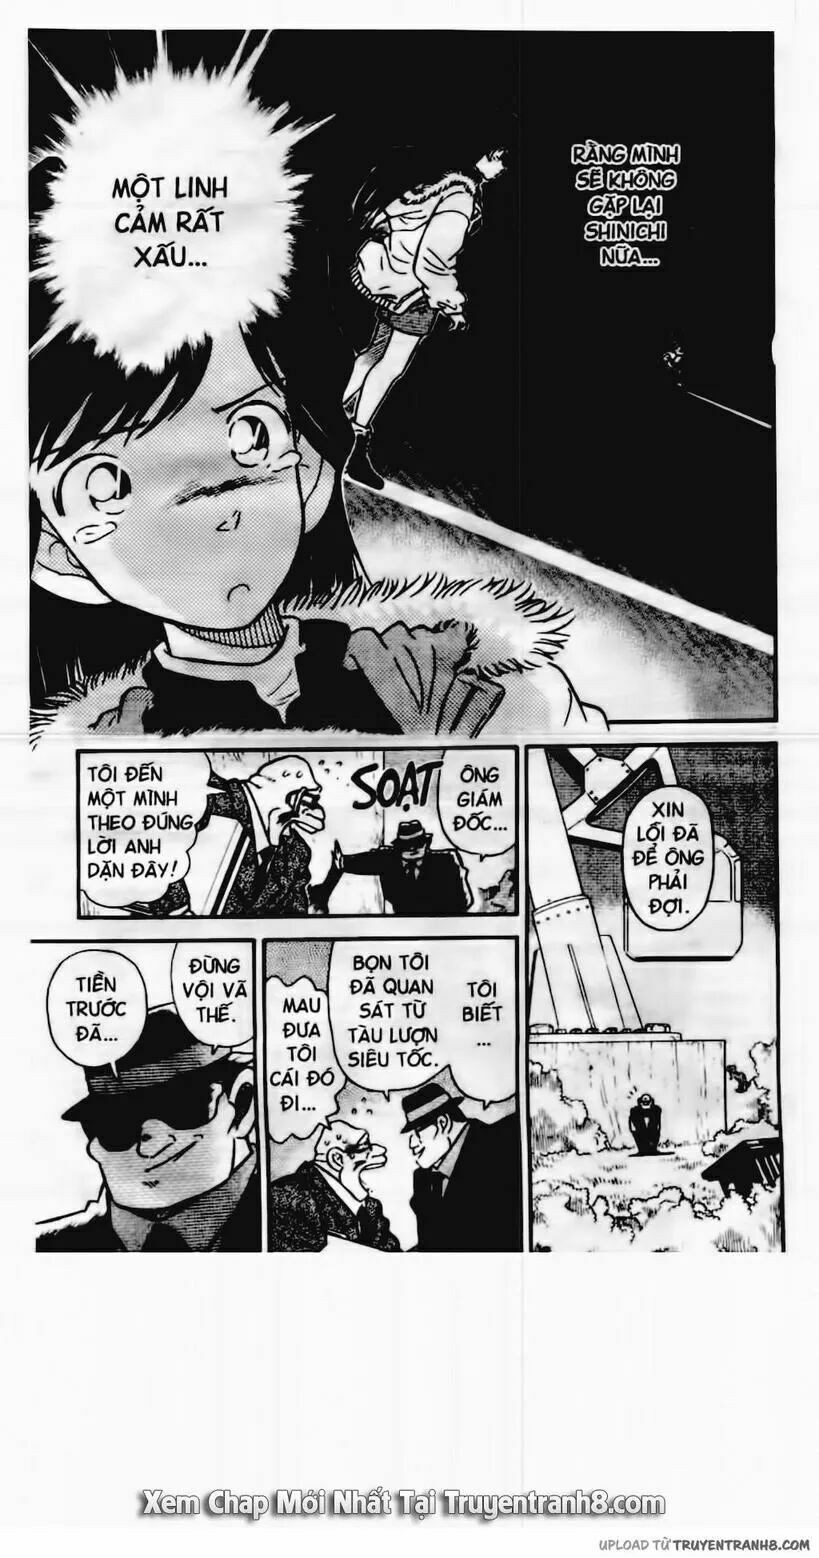 MỘT LINH
CẢM RẤT
XẤU...
RẰNG MÌNH
SẼ KHÔNG
GẶP LẠI
SHINICHI
NỮA...
TÔI ĐẾN
MỘT MÌNH
THEO ĐÚNG
LỜI ANH
DẶN ĐÂY!
SOẠT
ÔNG
GIÁM
ĐỐC...
XIN
LỖI ĐÃ
ĐỂ ÔNG
PHẢI
ĐỢI.
TIỀN
TRƯỚC
ĐÃ...
ĐỪNG
VỘI VÃ
THẾ.
MAU
ĐƯA
TÔI
CÁI ĐÓ
ĐI...
BỌN TÔI
ĐÃ QUAN
SÁT TỪ
TÀU LƯỢN
SIÊU TỐC.
TÔI
BIẾT
...
Xem Chap Mới Nhất Tại Truyentranh8.com
UPLOAD TỪ TRUYENTRANH8.COM